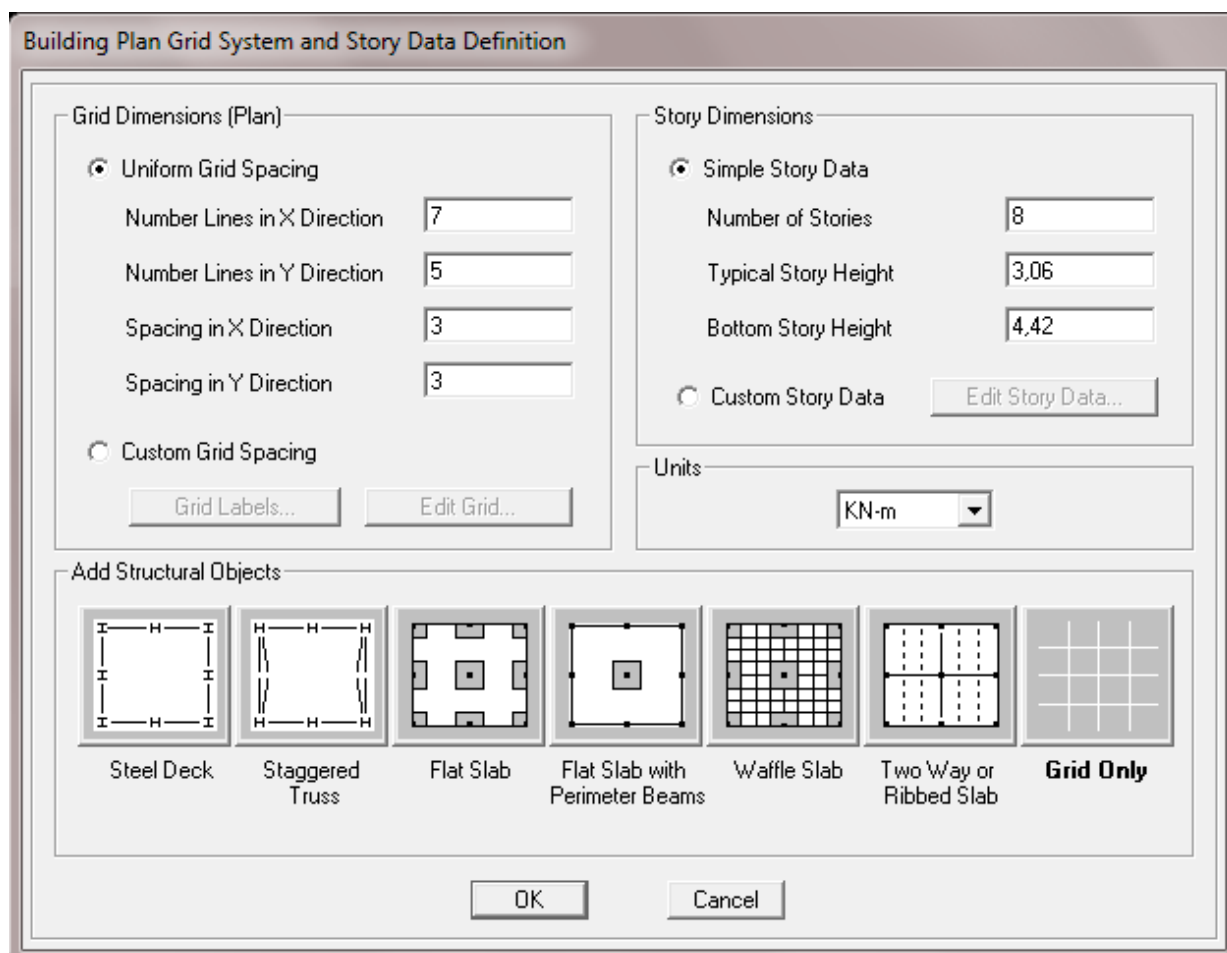 Building Plan Grid System and Story Data Definition
Grid Dimensions (Plan)
Uniform Grid Spacing
Number Lines in X Direction 7
Number Lines in Y Direction 5
Spacing in X Direction 3
Spacing in Y Direction 3
Custom Grid Spacing
Grid Labels... Edit Grid...
Story Dimensions
Simple Story Data
Number of Stories 8
Typical Story Height 3,06
Bottom Story Height 4,42
Custom Story Data Edit Story Data...
Units
KN-m
Add Structural Objects
Steel Deck
Staggered
Truss
Flat Slab
Flat Slab with
Perimeter Beams
Waffle Slab
Two Way or
Ribbed Slab
Grid Only
OK Cancel